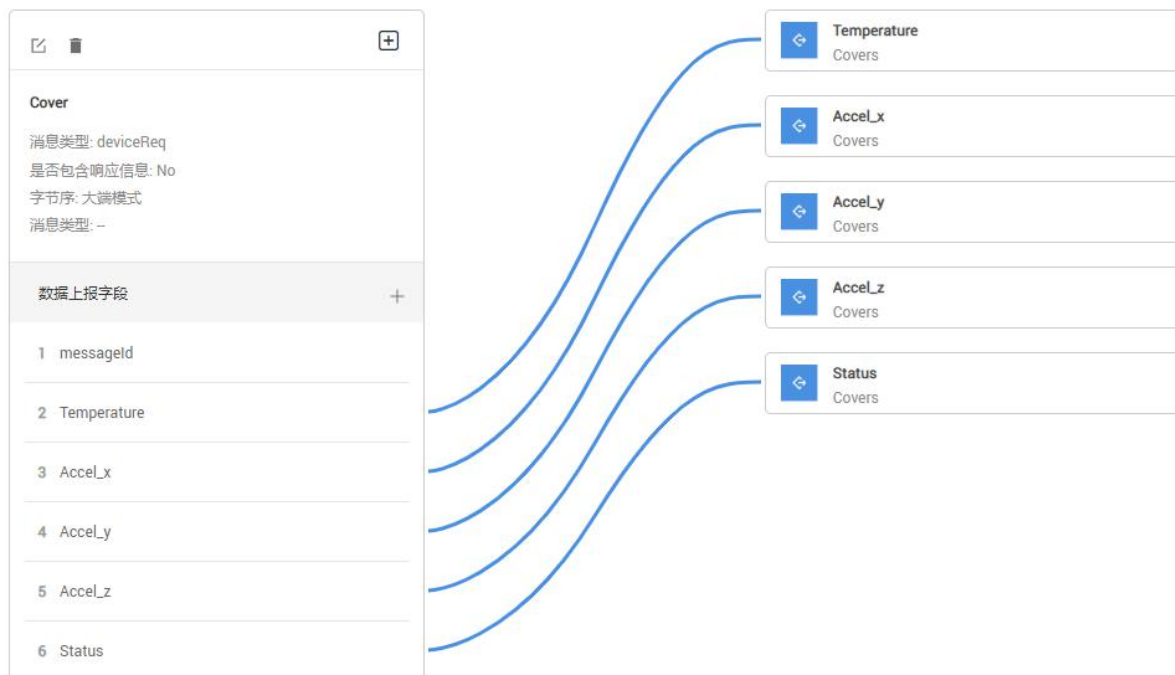 Cover
消息类型: deviceReq
是否包含响应信息: No
字节序: 大端模式
消息类型: --
数据上报字段
1 messageId
2 Temperature
3 Accel_x
4 Accel_y
5 Accel_z
6 Status
Temperature
Covers
Accel_x
Covers
Accel_y
Covers
Accel_z
Covers
Status
Covers